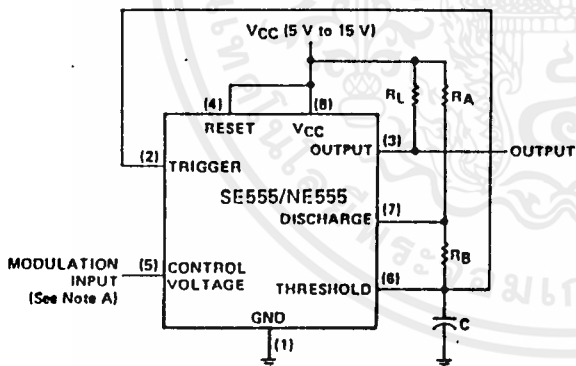 VCC (5 V to 15 V)
(4)
(8)
RL
RA
RESET
VCC
(3)
OUTPUT
OUTPUT
(2)
TRIGGER
SE555/NE555
(7)
DISCHARGE
RB
MODULATION
INPUT
(See Note A)
(5)
CONTROL
VOLTAGE
(6)
THRESHOLD
GND
(1)
C